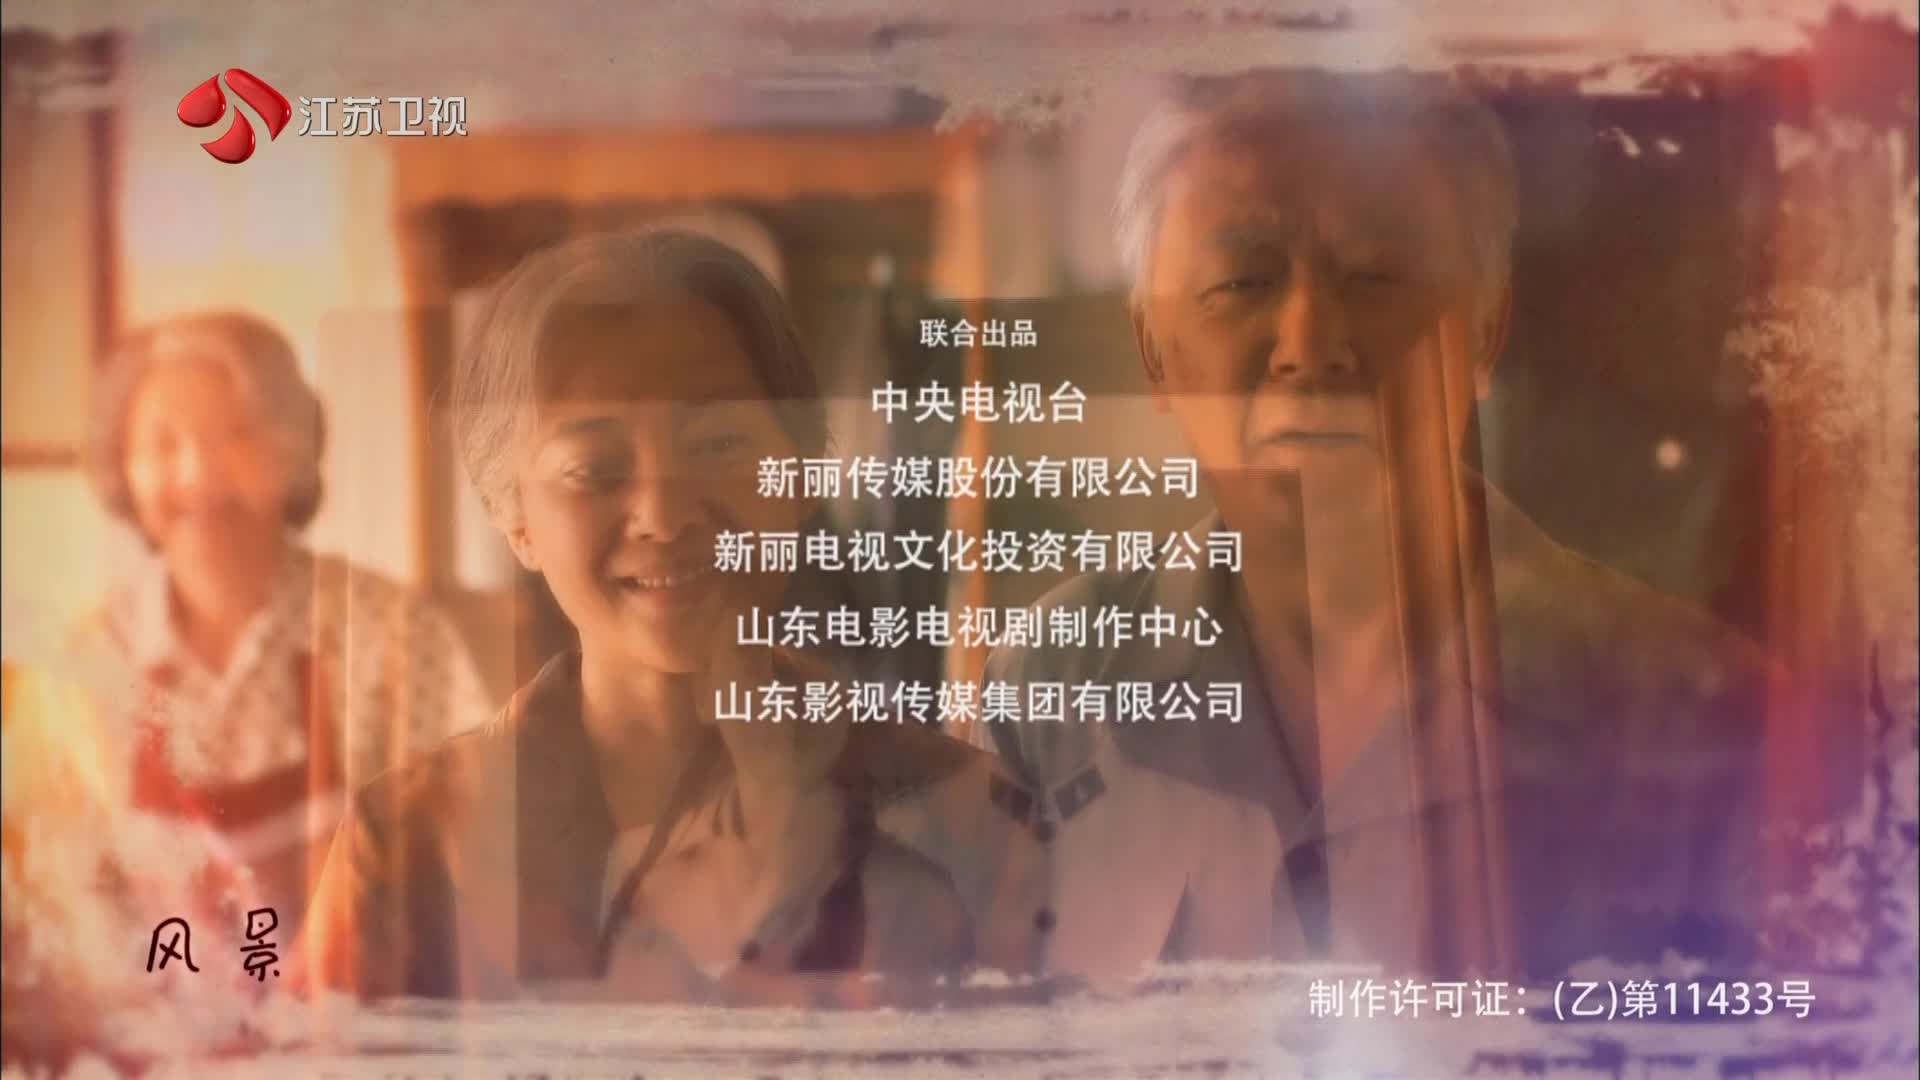 江苏卫视
联合出品
中央电视台
新丽传媒股份有限公司
新丽电视文化投资有限公司
山东电影电视剧制作中心
山东影视传媒集团有限公司
风景
制作许可证：(乙)第11433号